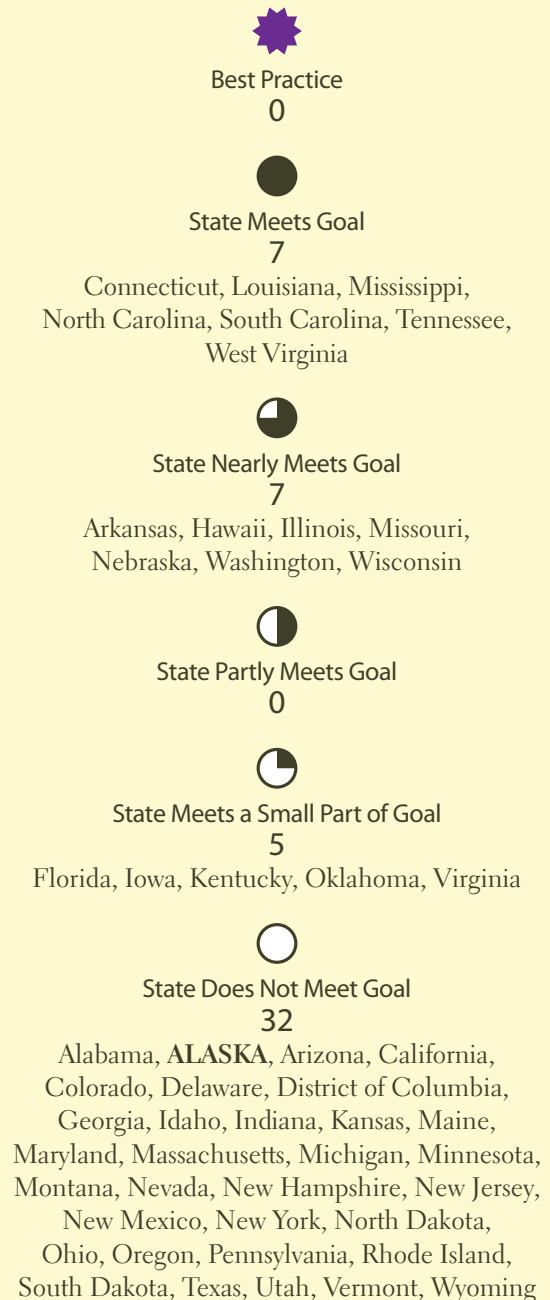 Best Practice
0
State Meets Goal
7
Connecticut, Louisiana, Mississippi,
North Carolina, South Carolina, Tennessee,
West Virginia
State Nearly Meets Goal
7
Arkansas, Hawaii, Illinois, Missouri,
Nebraska, Washington, Wisconsin
State Partly Meets Goal
0
State Meets a Small Part of Goal
5
Florida, Iowa, Kentucky, Oklahoma, Virginia
State Does Not Meet Goal
32
Alabama, ALASKA, Arizona, California,
Colorado, Delaware, District of Columbia,
Georgia, Idaho, Indiana, Kansas, Maine,
Maryland, Massachusetts, Michigan, Minnesota,
Montana, Nevada, New Hampshire, New Jersey,
New Mexico, New York, North Dakota,
Ohio, Oregon, Pennsylvania, Rhode Island,
South Dakota, Texas, Utah, Vermont, Wyoming